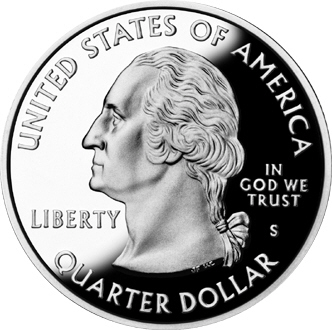 UNITED STATES OF AMERICA
LIBERTY
IN
GOD WE
TRUST
S
QUARTER DOLLAR